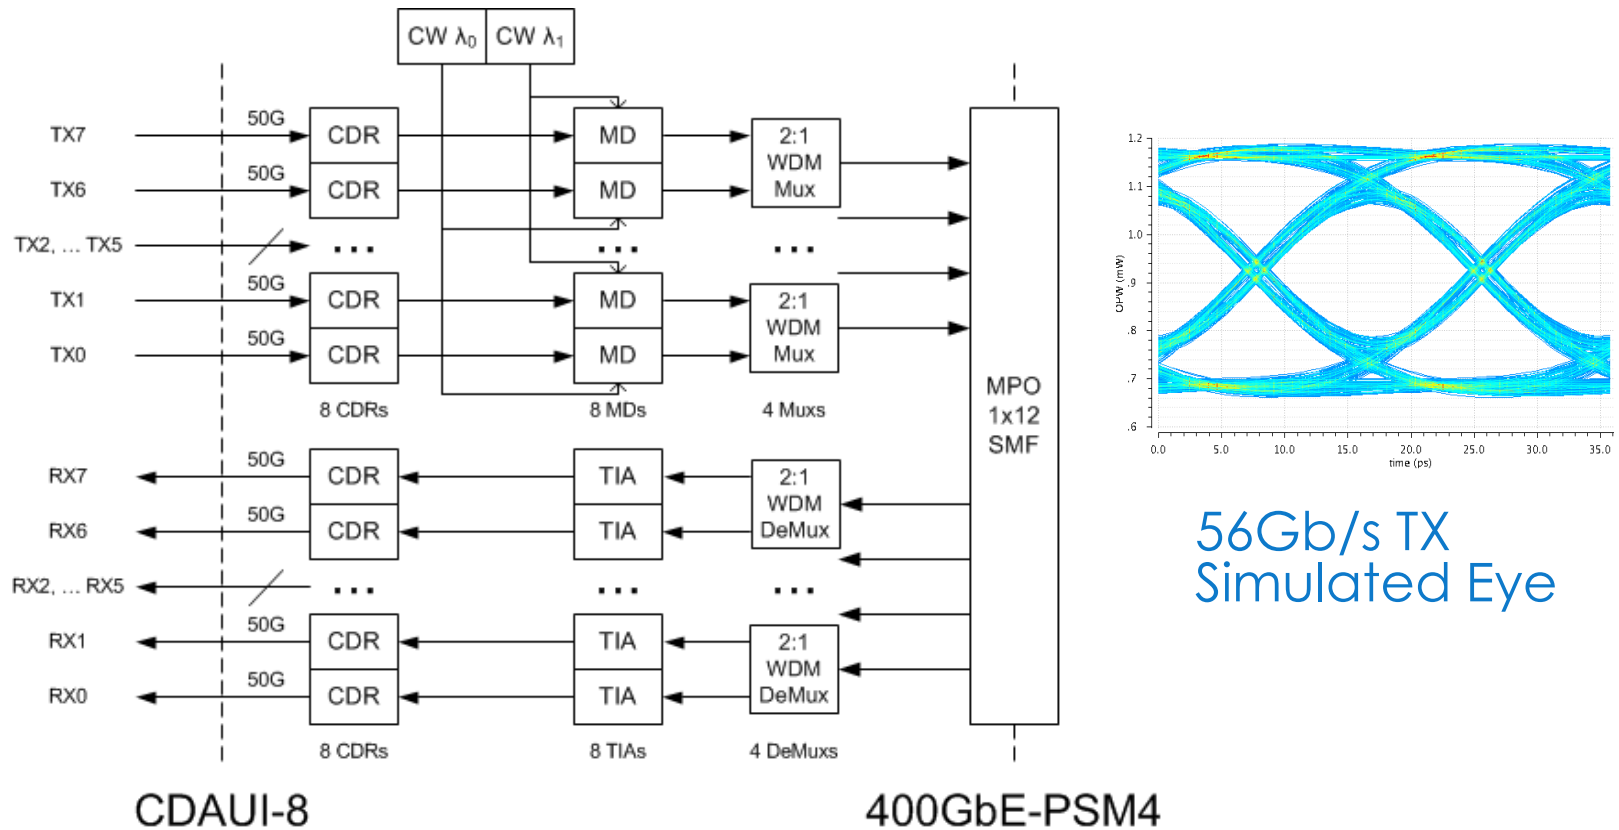 CW λ0 CW λ1
TX7 50G CDR MD 2:1
TX6 50G CDR MD WDM
Mux
TX2, ... TX5 ... ... ...
TX1 50G CDR MD 2:1
TX0 50G CDR MD WDM
Mux
8 CDRs 8 MDs 4 Muxs
RX7 50G CDR TIA 2:1
RX6 50G CDR TIA WDM
DeMux
RX2, ... RX5 ... ... ...
RX1 50G CDR TIA 2:1
RX0 50G CDR TIA WDM
DeMux
8 CDRs 8 TIAs 4 DeMuxs
MPO
1x12
SMF
CDAUI-8
400GbE-PSM4
1.2
1.1
1.0
.9
.8
.7
.6
OPW (mW)
0.0 5.0 10.0 15.0 20.0 25.0 30.0 35.0
time (ps)
56Gb/s TX
Simulated Eye